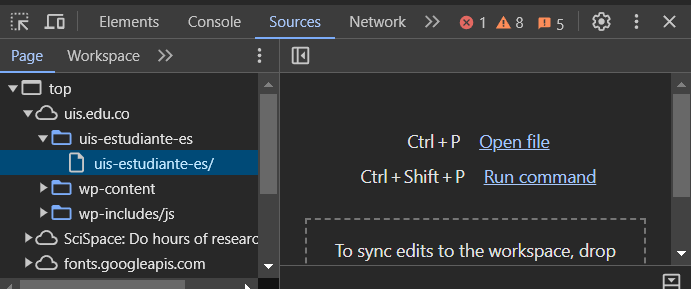 Elements Console Sources Network 1 8 5
Page Workspace
top
uis.edu.co
uis-estudiante-es
uis-estudiante-es/
wp-content
wp-includes/js
SciSpace: Do hours of researc
fonts.googleapis.com
Ctrl + P Open file
Ctrl + Shift + P Run command
To sync edits to the workspace, drop